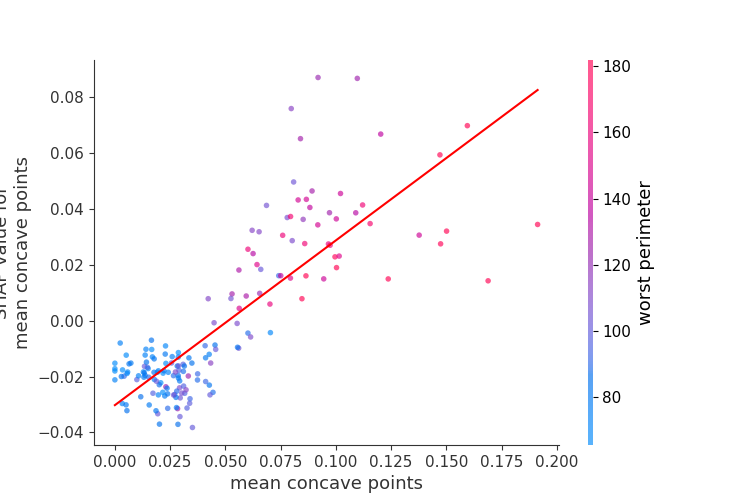 SHAP value for
mean concave points
0.08
0.06
0.04
0.02
0.00
−0.02
−0.04
0.000 0.025 0.050 0.075 0.100 0.125 0.150 0.175 0.200
mean concave points
180
160
140
120
100
80
worst perimeter